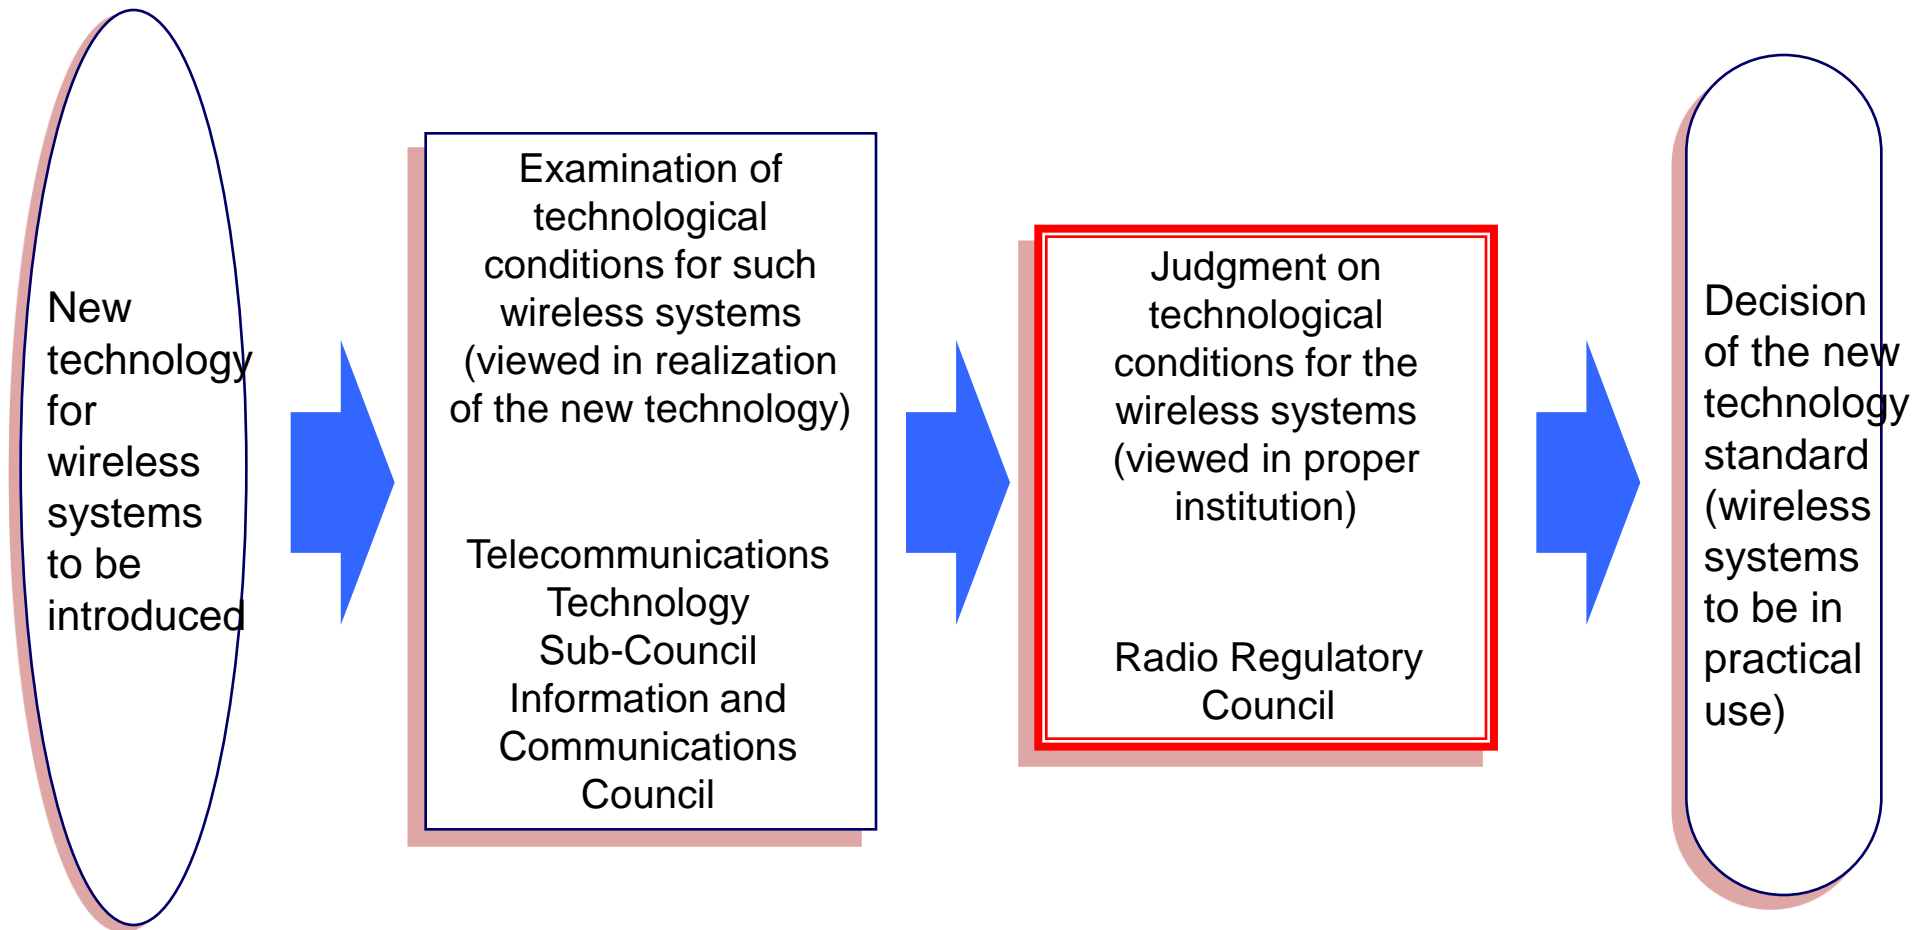 New
technology
for
wireless
systems
to be
introduced
Examination of
technological
conditions for such
wireless systems
(viewed in realization
of the new technology)
Telecommunications
Technology
Sub-Council
Information and
Communications
Council
Judgment on
technological
conditions for the
wireless systems
(viewed in proper
institution)
Radio Regulatory
Council
Decision
of the new
technology
standard
(wireless
systems
to be in
practical
use)